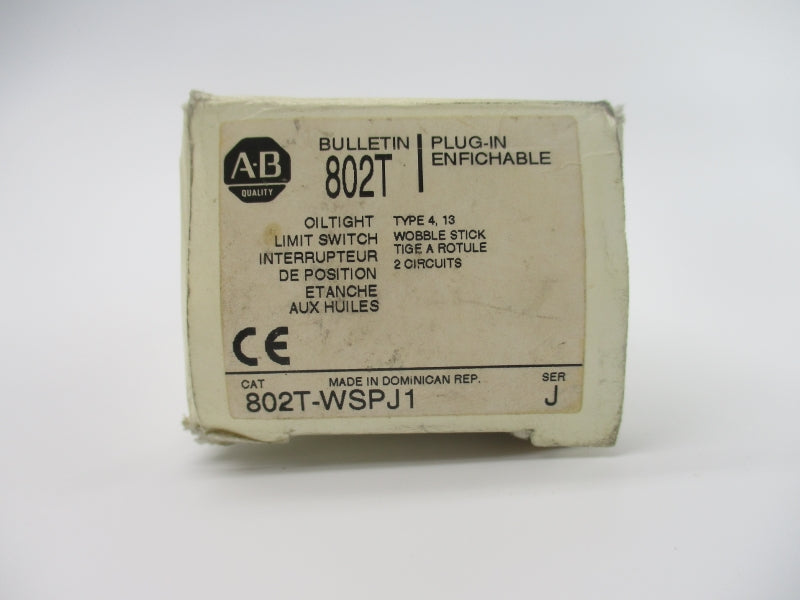 A-B
QUALITY
BULLETIN
802T
PLUG-IN
ENFICHABLE
OILTIGHT
LIMIT SWITCH
INTERRUPTEUR
DE POSITION
ETANCHE
AUX HUILES
TYPE 4, 13
WOBBLE STICK
TIGE A ROTULE
2 CIRCUITS
CE
CAT MADE IN DOMINICAN REP. SER
802T-WSPJ1 J